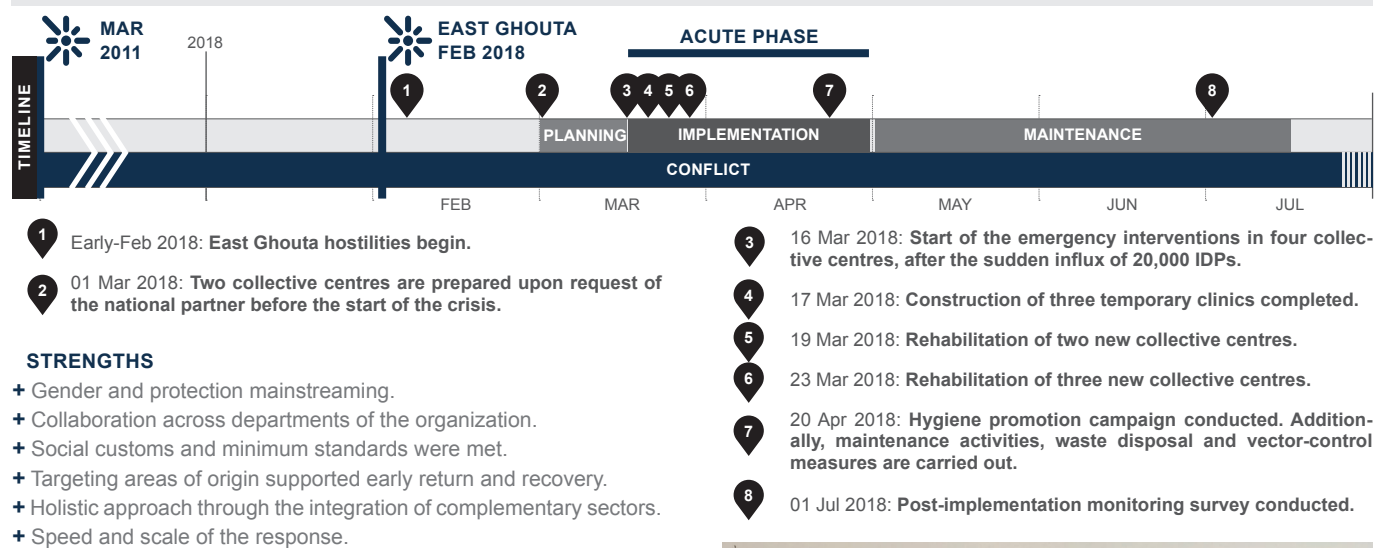 MAR
2011
2018
EAST GHOUTA
FEB 2018
ACUTE PHASE
TIMELINE
1
2
3
4
5
6
7
8
PLANNING
IMPLEMENTATION
MAINTENANCE
CONFLICT
FEB
MAR
APR
MAY
JUN
JUL
1 Early-Feb 2018: East Ghouta hostilities begin.
2 01 Mar 2018: Two collective centres are prepared upon request of
the national partner before the start of the crisis.
STRENGTHS
+ Gender and protection mainstreaming.
+ Collaboration across departments of the organization.
+ Social customs and minimum standards were met.
+ Targeting areas of origin supported early return and recovery.
+ Holistic approach through the integration of complementary sectors.
+ Speed and scale of the response.
3 16 Mar 2018: Start of the emergency interventions in four collec-
tive centres, after the sudden influx of 20,000 IDPs.
4 17 Mar 2018: Construction of three temporary clinics completed.
5 19 Mar 2018: Rehabilitation of two new collective centres.
6 23 Mar 2018: Rehabilitation of three new collective centres.
7 20 Apr 2018: Hygiene promotion campaign conducted. Addition-
ally, maintenance activities, waste disposal and vector-control
measures are carried out.
8 01 Jul 2018: Post-implementation monitoring survey conducted.